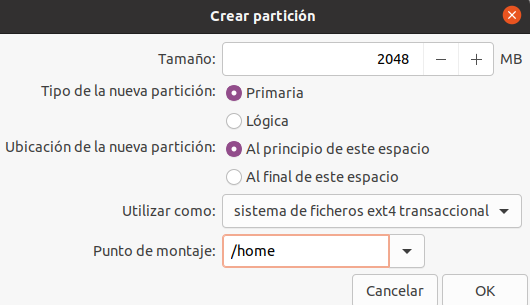 Crear partición
Tamaño: 2048 MB
Tipo de la nueva partición: Primaria
Lógica
Ubicación de la nueva partición: Al principio de este espacio
Al final de este espacio
Utilizar como: sistema de ficheros ext4 transaccional
Punto de montaje: /home
Cancelar OK